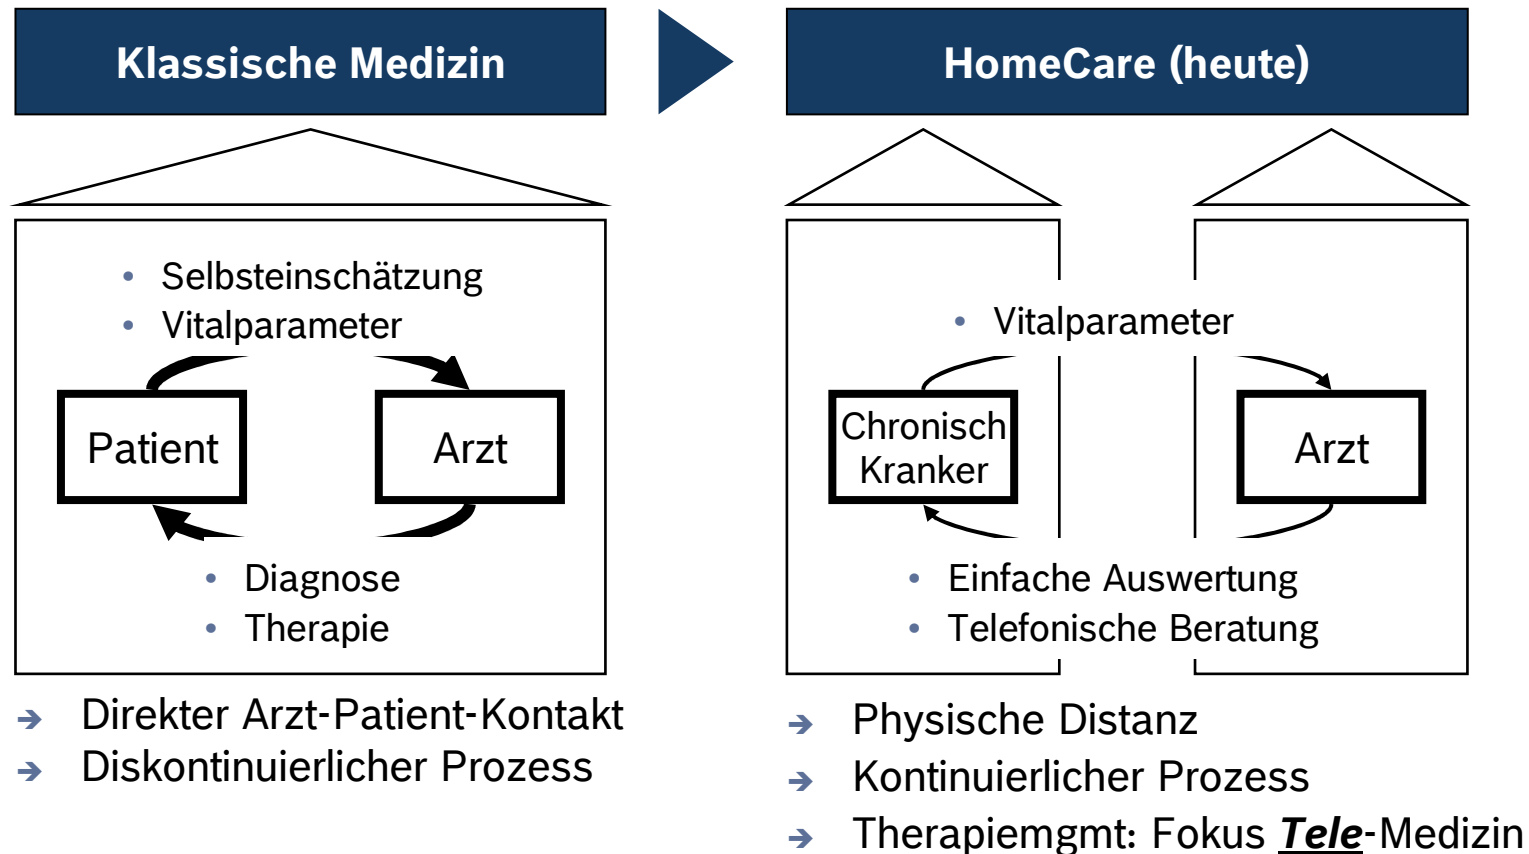 Klassische Medizin
• Selbsteinschätzung
• Vitalparameter
Patient
Arzt
• Diagnose
• Therapie
→ Direkter Arzt-Patient-Kontakt
→ Diskontinuierlicher Prozess
HomeCare (heute)
• Vitalparameter
Chronisch
Kranker
Arzt
• Einfache Auswertung
• Telefonische Beratung
→ Physische Distanz
→ Kontinuierlicher Prozess
→ Therapiemgmt: Fokus Tele-Medizin